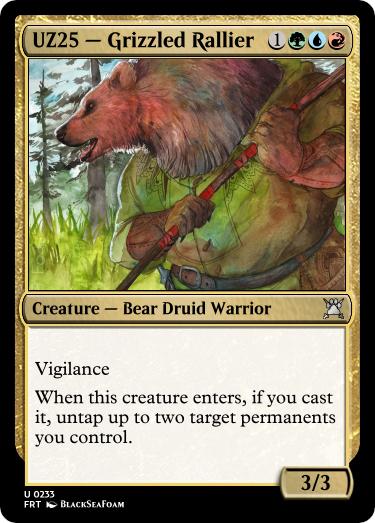 UZ25 — Grizzled Rallier 1
Creature — Bear Druid Warrior
Vigilance
When this creature enters, if you cast
it, untap up to two target permanents
you control.
3/3
U 0233
FRT BlackSeaFoam